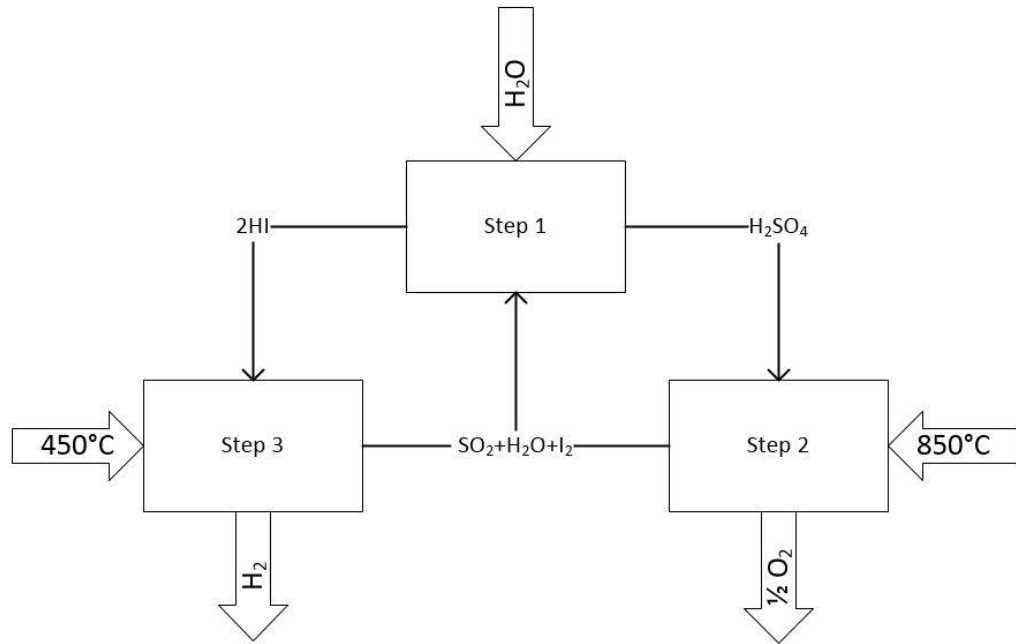 H₂O
Step 1
2HI
H₂SO₄
450°C
Step 3
SO₂+H₂O+I₂
Step 2
850°C
H₂
½ O₂